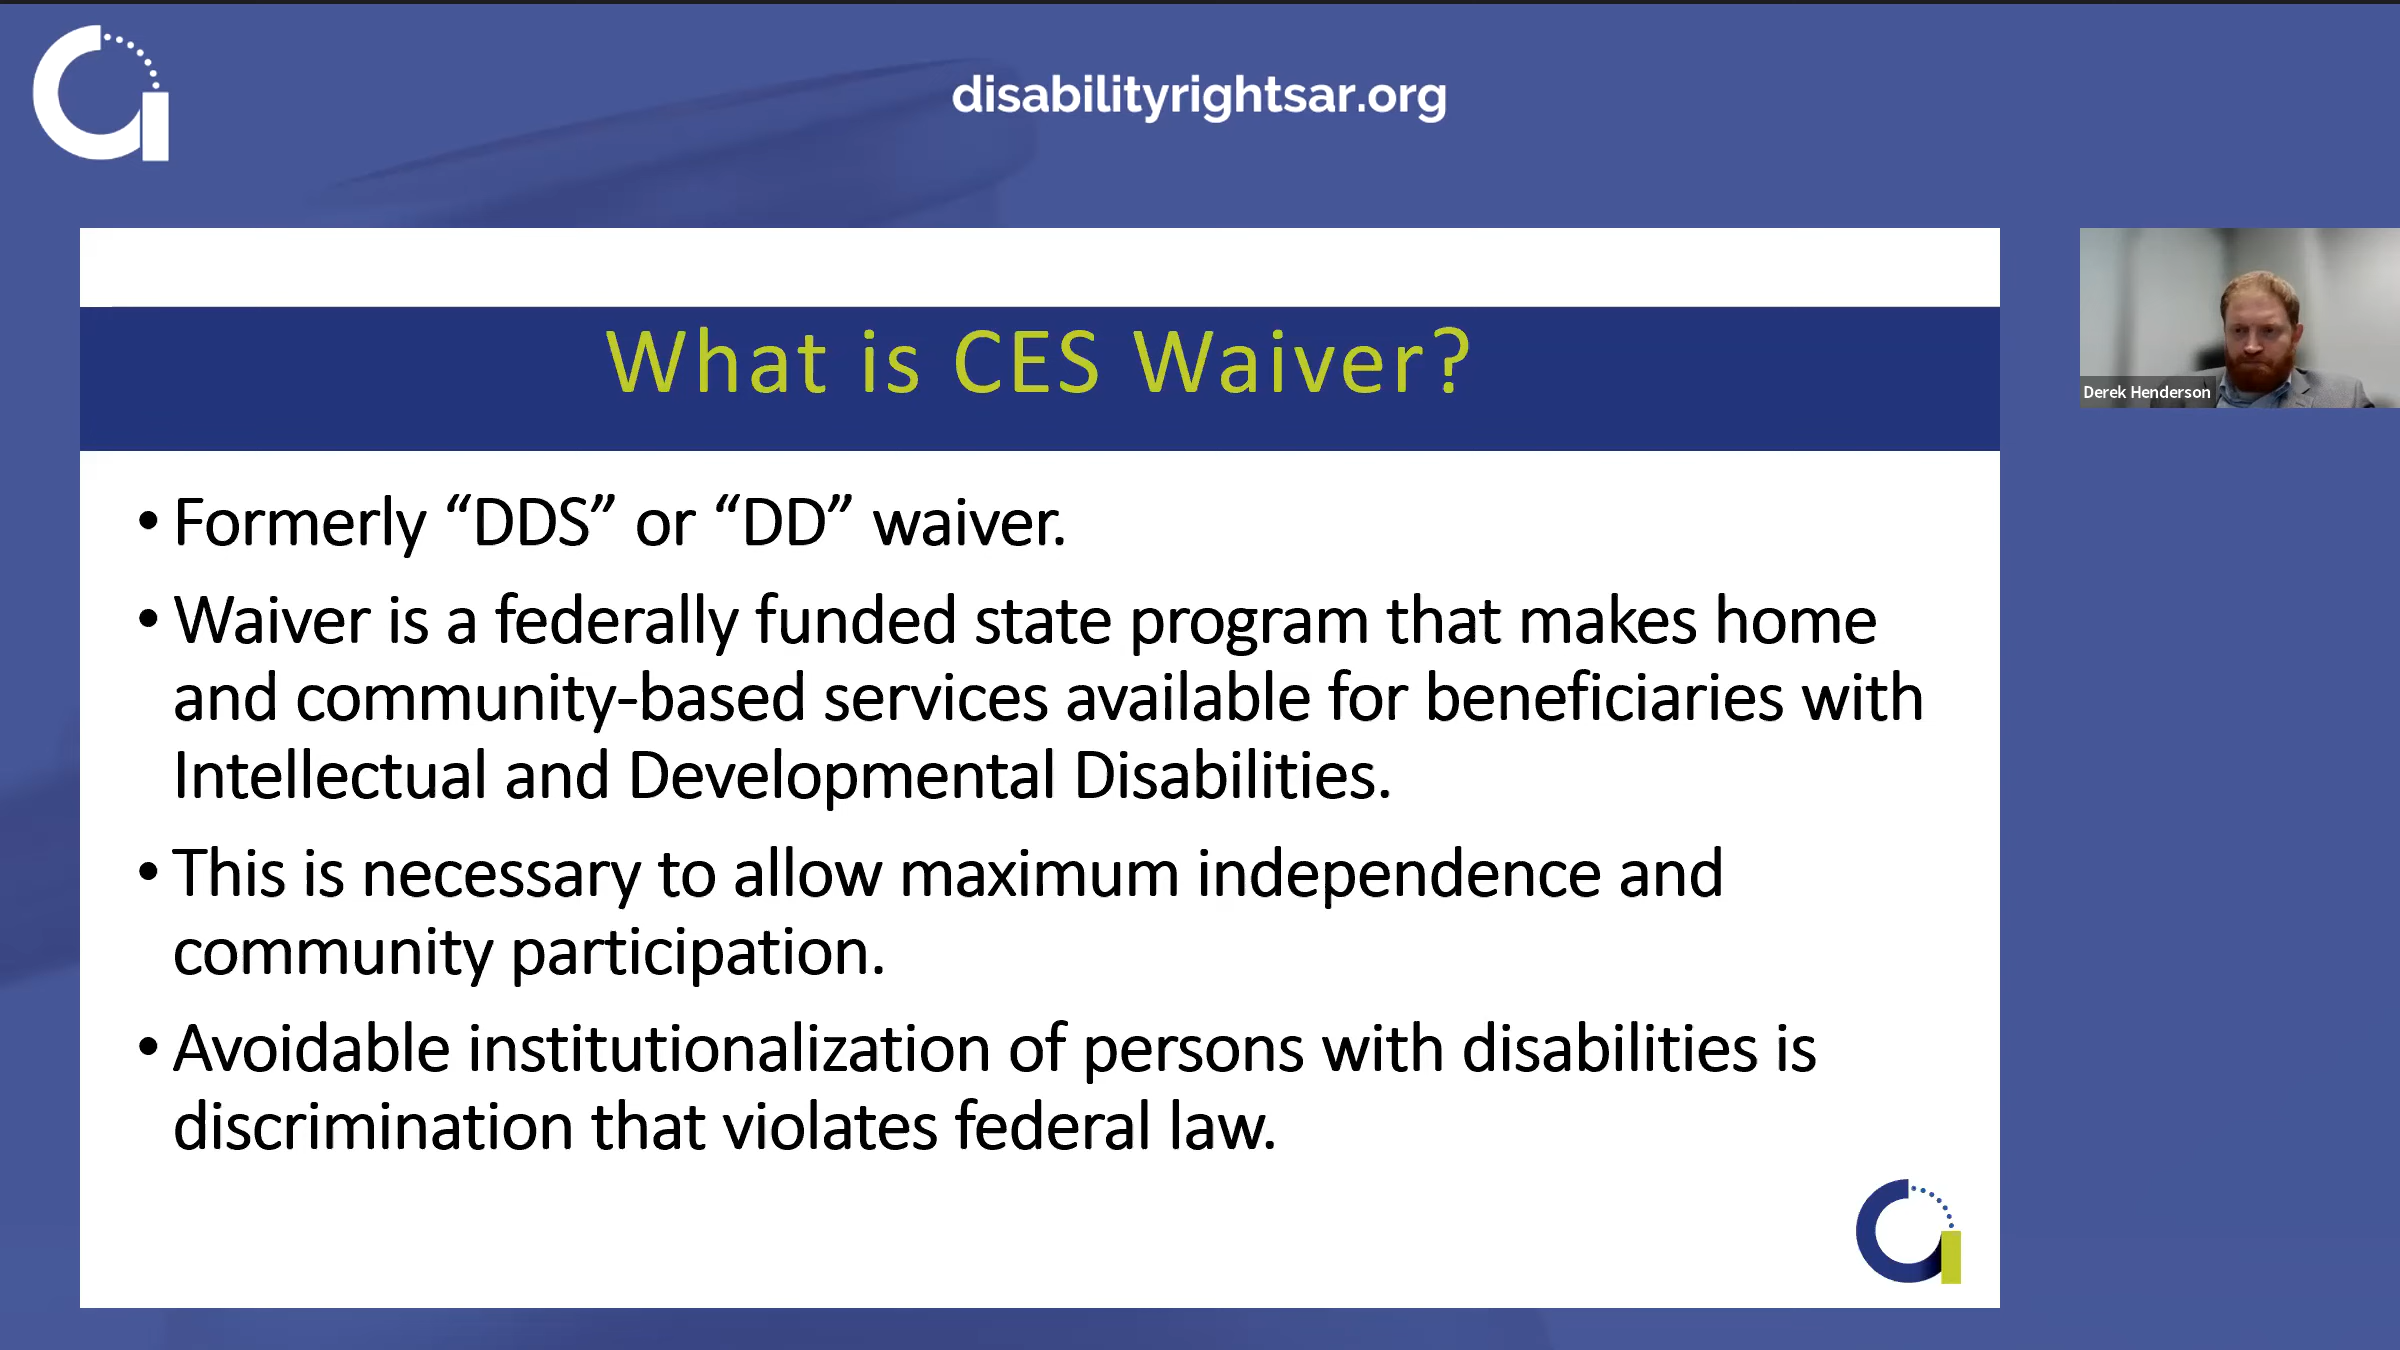 disabilityrightsar.org
What is CES Waiver?
• Formerly “DDS” or “DD” waiver.
• Waiver is a federally funded state program that makes home
and community-based services available for beneficiaries with
Intellectual and Developmental Disabilities.
• This is necessary to allow maximum independence and
community participation.
• Avoidable institutionalization of persons with disabilities is
discrimination that violates federal law.
Derek Henderson